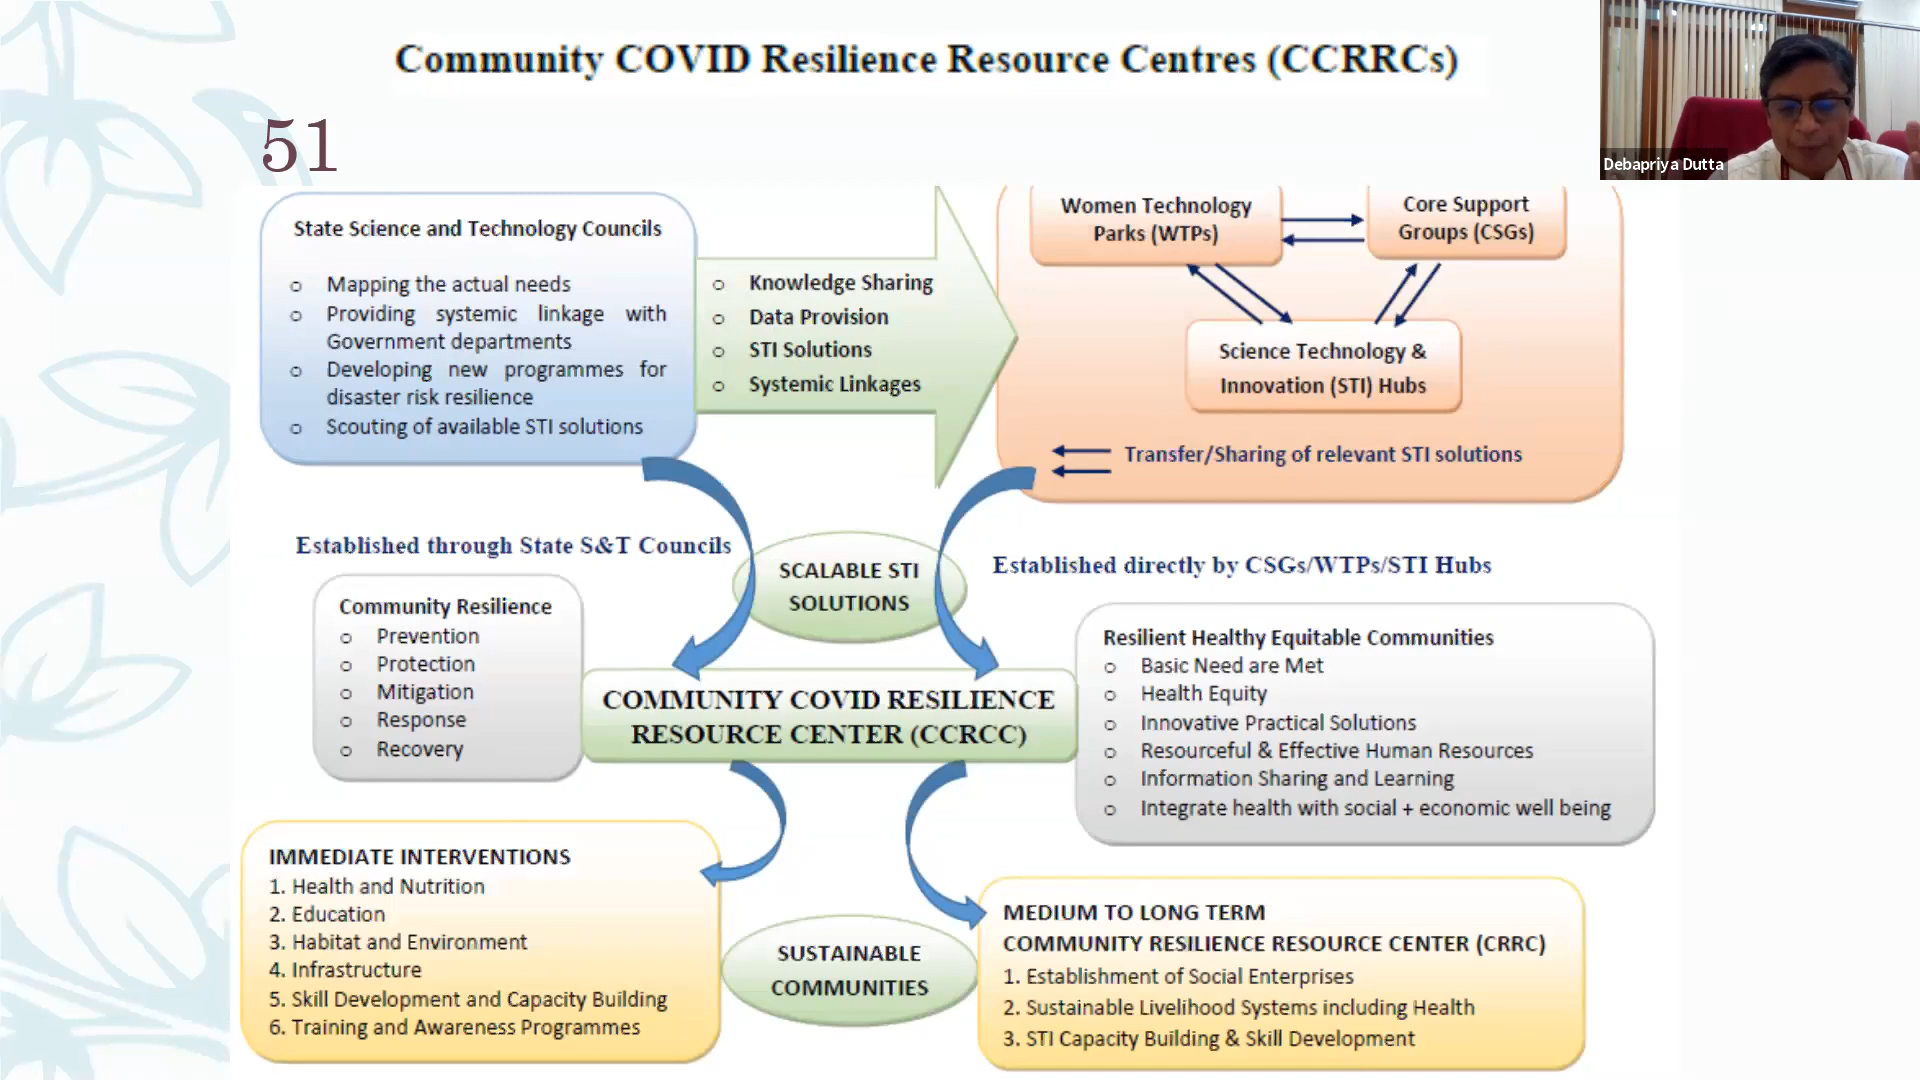 Community COVID Resilience Resource Centres (CCRRCs)
Debapriya Dutta
51
State Science and Technology Councils
o Mapping the actual needs
o Providing systemic linkage with
Government departments
o Developing new programmes for
disaster risk resilience
o Scouting of available STI solutions
o Knowledge Sharing
o Data Provision
o STI Solutions
o Systemic Linkages
Women Technology
Parks (WTPs)
Core Support
Groups (CSGs)
Science Technology &
Innovation (STI) Hubs
Transfer/Sharing of relevant STI solutions
Established through State S&T Councils
SCALABLE STI
SOLUTIONS
Established directly by CSGs/WTPs/STI Hubs
Community Resilience
o Prevention
o Protection
o Mitigation
o Response
o Recovery
COMMUNITY COVID RESILIENCE
RESOURCE CENTER (CCRCC)
Resilient Healthy Equitable Communities
o Basic Need are Met
o Health Equity
o Innovative Practical Solutions
o Resourceful & Effective Human Resources
o Information Sharing and Learning
o Integrate health with social + economic well being
IMMEDIATE INTERVENTIONS
1. Health and Nutrition
2. Education
3. Habitat and Environment
4. Infrastructure
5. Skill Development and Capacity Building
6. Training and Awareness Programmes
SUSTAINABLE
COMMUNITIES
MEDIUM TO LONG TERM
COMMUNITY RESILIENCE RESOURCE CENTER (CRRC)
1. Establishment of Social Enterprises
2. Sustainable Livelihood Systems including Health
3. STI Capacity Building & Skill Development